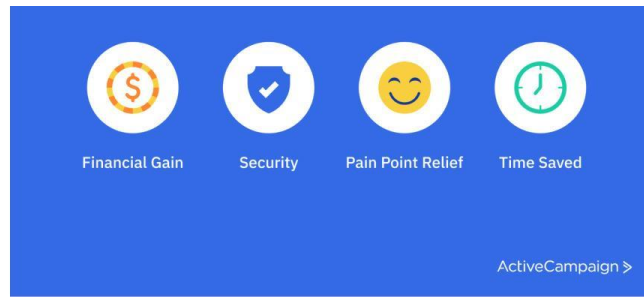 $
Financial Gain
Security
Pain Point Relief
Time Saved
ActiveCampaign